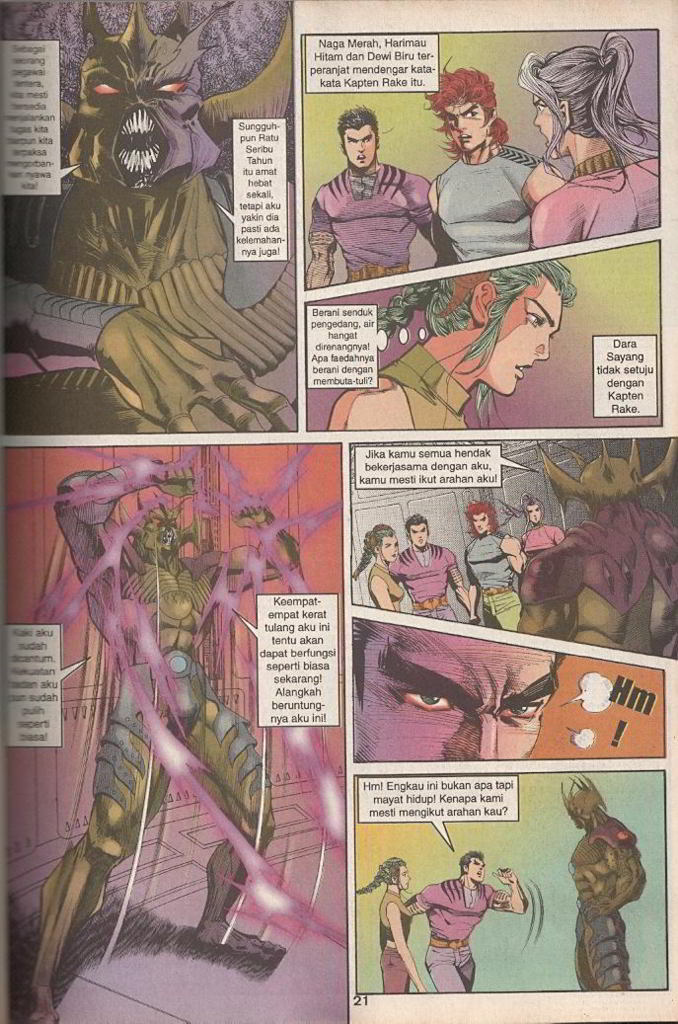 Sebagai
seorang
pegawai
tentera,
kita mesti
bersedia
menjalankan
tugas kita
terpaksa
nyawa
kita!
Sungguh-
pun Ratu
Seribu
Tahun
itu amat
hebat
sekali,
tetapi aku
yakin dia
pasti ada
kelemahan-
nya juga!
Naga Merah, Harimau
Hitam dan Dewi Biru ter-
peranjat mendengar kata-
kata Kapten Rake itu.
Berani senduk
pengedang, air
hangat
direnangnya!
Apa faedahnya
berani dengan
membuta-tuli?
Dara
Sayang
tidak setuju
dengan
Kapten
Rake.
Kaki aku
sudah
dicantum.
Kekuatan
badan aku
pun sudah
pulih
seperti
biasa!
Keempat-
empat kerat
tulang aku ini
tentu akan
dapat berfungsi
seperti biasa
sekarang!
Alangkah
beruntung-
nya aku ini!
Jika kamu semua hendak
bekerjasama dengan aku,
kamu mesti ikut arahan aku!
Hm
!
Hm! Engkau ini bukan apa tapi
mayat hidup! Kenapa kami
mesti mengikut arahan kau?
21